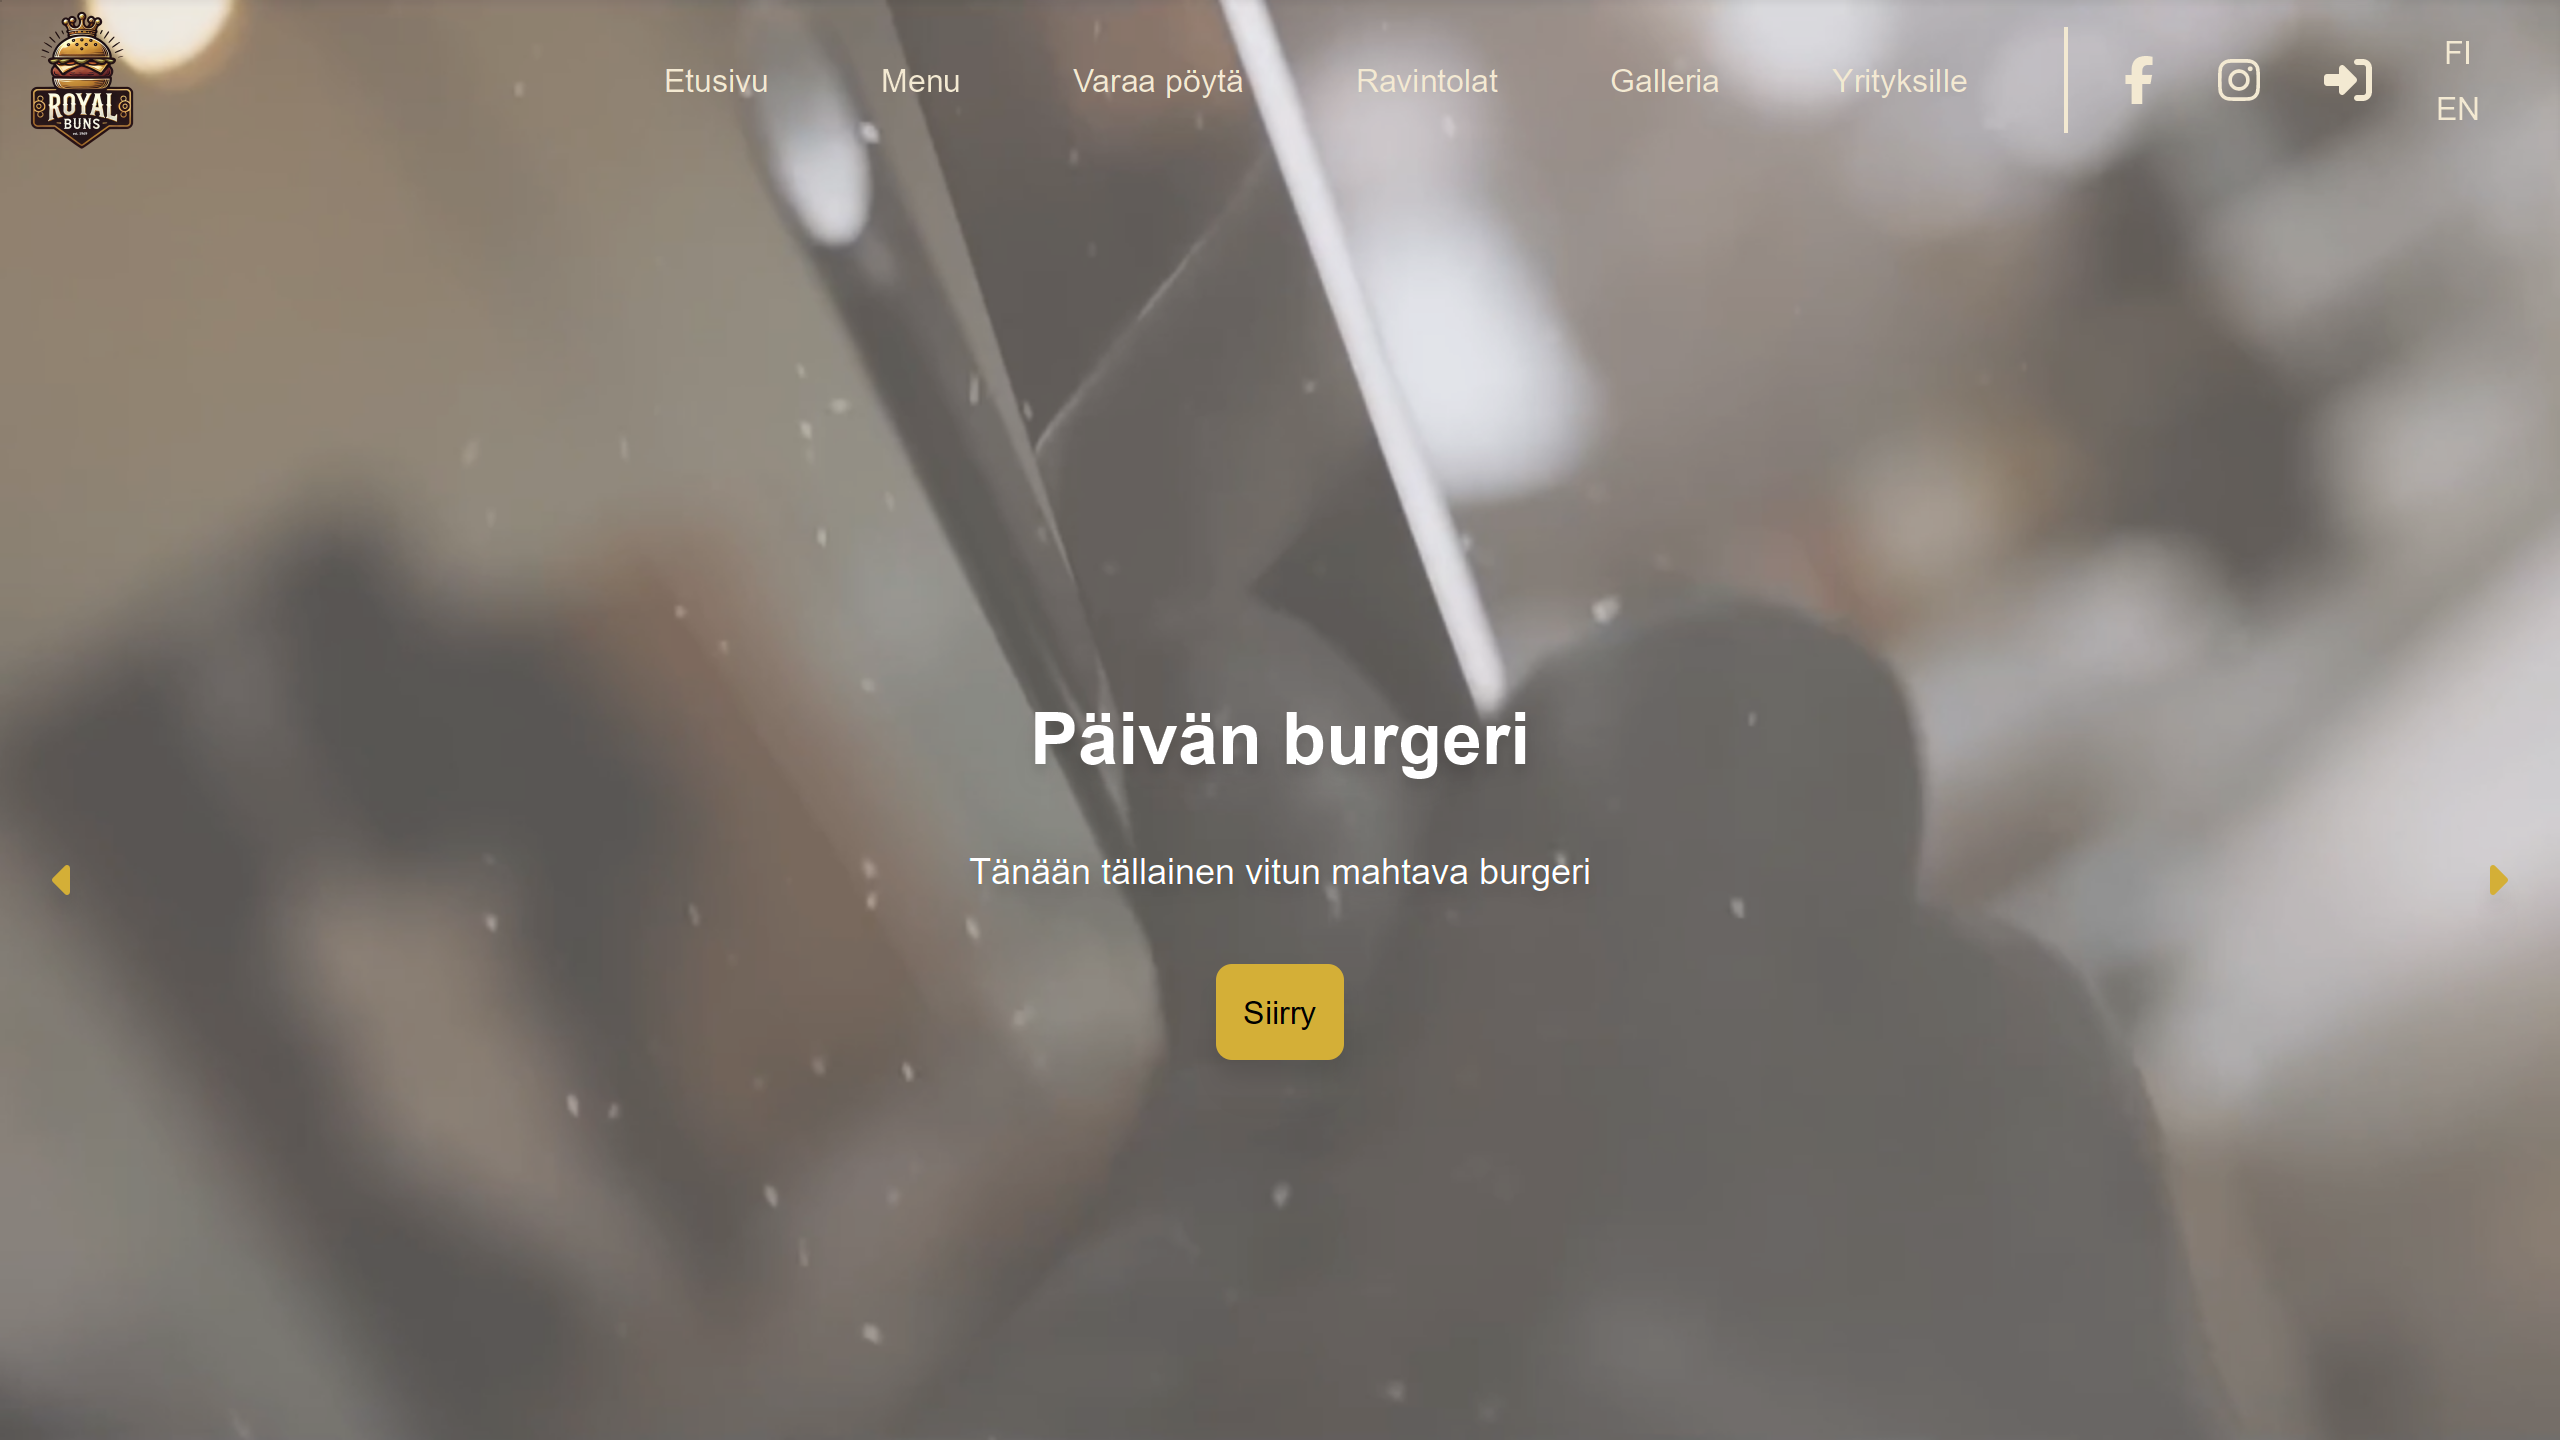 ROYAL
BUNS
Etusivu
Menu
Varaa pöytä
Ravintolat
Galleria
Yrityksille
FI
EN
Päivän burgeri
Tänään tällainen vitun mahtava burgeri
Siirry